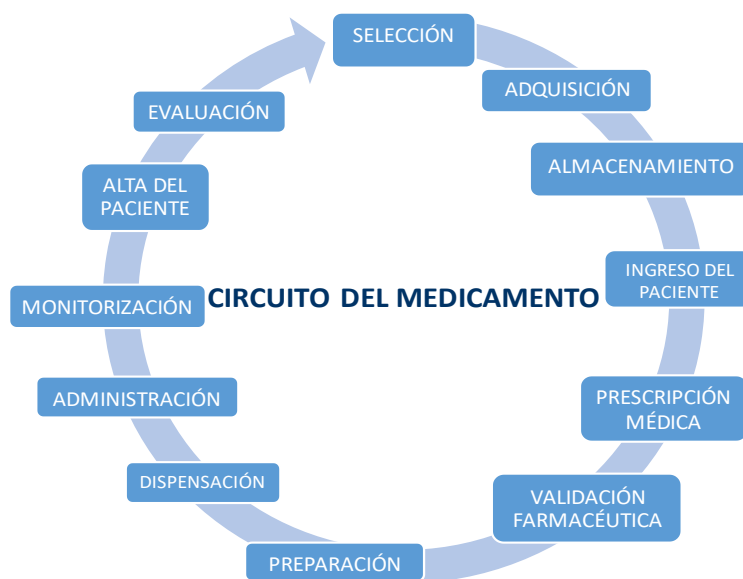 SELECCIÓN
ADQUISICIÓN
ALMACENAMIENTO
INGRESO DEL
PACIENTE
PRESCRIPCIÓN
MÉDICA
VALIDACIÓN
FARMACÉUTICA
PREPARACIÓN
DISPENSACIÓN
ADMINISTRACIÓN
MONITORIZACIÓN
ALTA DEL
PACIENTE
EVALUACIÓN
CIRCUITO DEL MEDICAMENTO